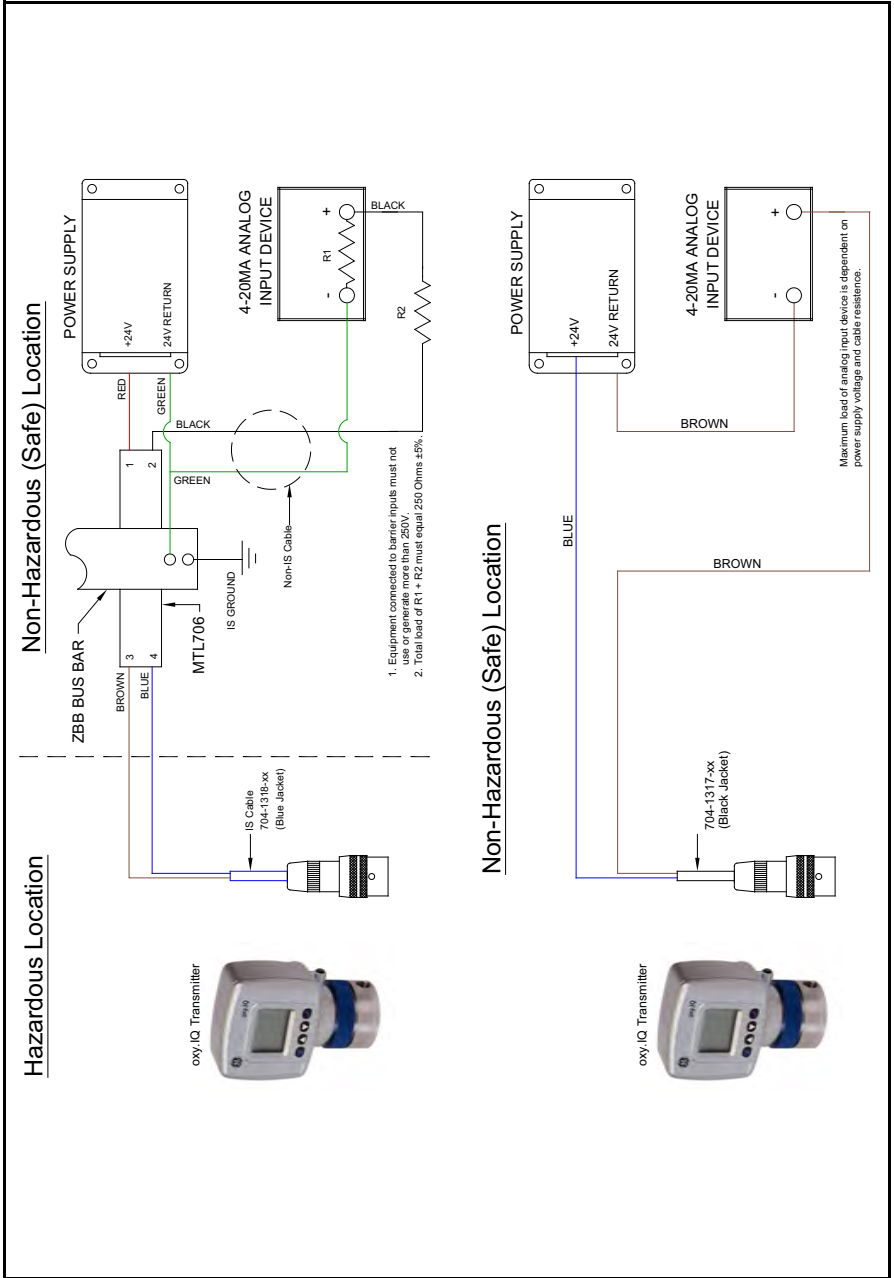 Hazardous Location
Non-Hazardous (Safe) Location
oxy.IQ Transmitter
oxy.IQ
IS Cable
704-1318-xx
(Blue Jacket)
BROWN
BLUE
ZBB BUS BAR
3
4
1
2
MTL706
IS GROUND
RED
GREEN
BLACK
GREEN
Non-IS Cable
POWER SUPPLY
+24V
24V RETURN
4-20MA ANALOG
INPUT DEVICE
-
+
R1
BLACK
R2
1. Equipment connected to barrier inputs must not
use or generate more than 250V.
2. Total load of R1 + R2 must equal 250 Ohms ±5%.
Non-Hazardous (Safe) Location
oxy.IQ Transmitter
oxy.IQ
704-1317-xx
(Black Jacket)
BLUE
BROWN
BROWN
POWER SUPPLY
+24V
24V RETURN
4-20MA ANALOG
INPUT DEVICE
-
+
Maximum load of analog input device is dependent on
power supply voltage and cable resistence.